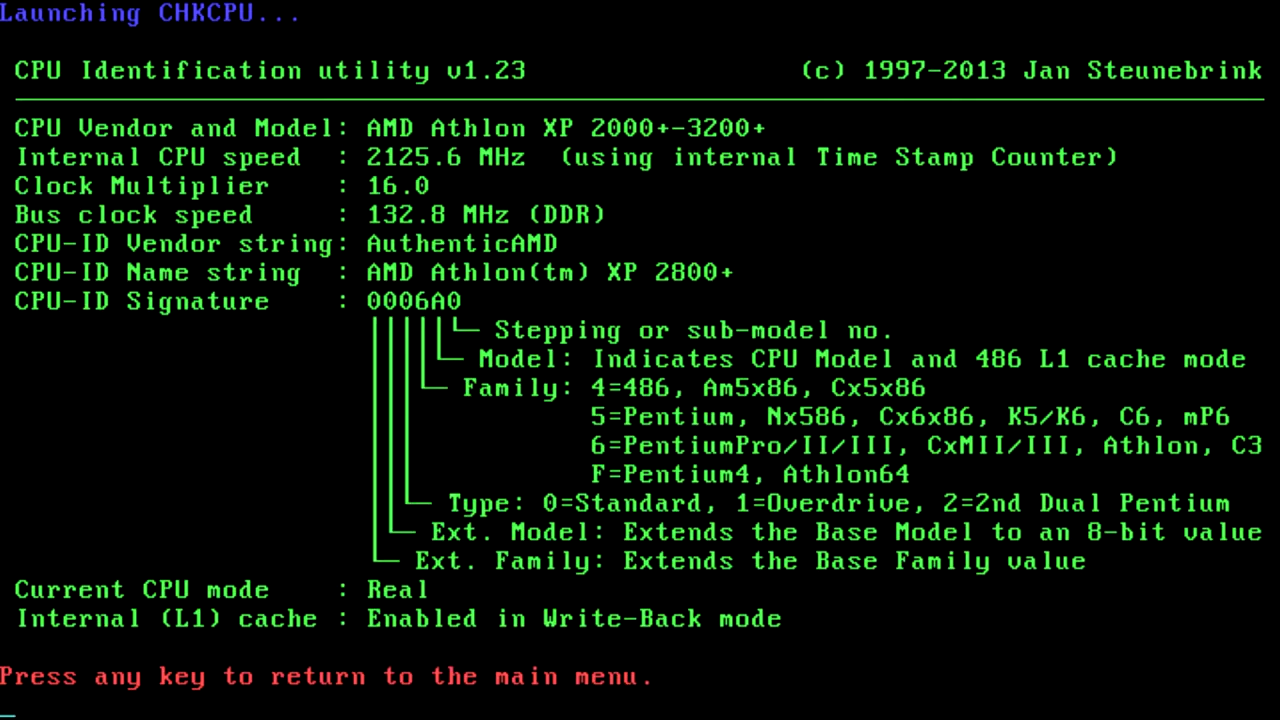 Launching CHKCPU...
CPU Identification utility v1.23 (c) 1997-2013 Jan Steunebrink
CPU Vendor and Model: AMD Athlon XP 2000+-3200+
Internal CPU speed : 2125.6 MHz (using internal Time Stamp Counter)
Clock Multiplier : 16.0
Bus clock speed : 132.8 MHz (DDR)
CPU-ID Vendor string: AuthenticAMD
CPU-ID Name string : AMD Athlon(tm) XP 2800+
CPU-ID Signature : 0006A0
Stepping or sub-model no.
Model: Indicates CPU Model and 486 L1 cache mode
Family: 4=486, Am5x86, Cx5x86
5=Pentium, Nx586, Cx6x86, K5/K6, C6, mP6
6=PentiumPro/II/III, CxMII/III, Athlon, C3
F=Pentium4, Athlon64
Type: 0=Standard, 1=Overdrive, 2=2nd Dual Pentium
Ext. Model: Extends the Base Model to an 8-bit value
Ext. Family: Extends the Base Family value
Current CPU mode : Real
Internal (L1) cache : Enabled in Write-Back mode
Press any key to return to the main menu.